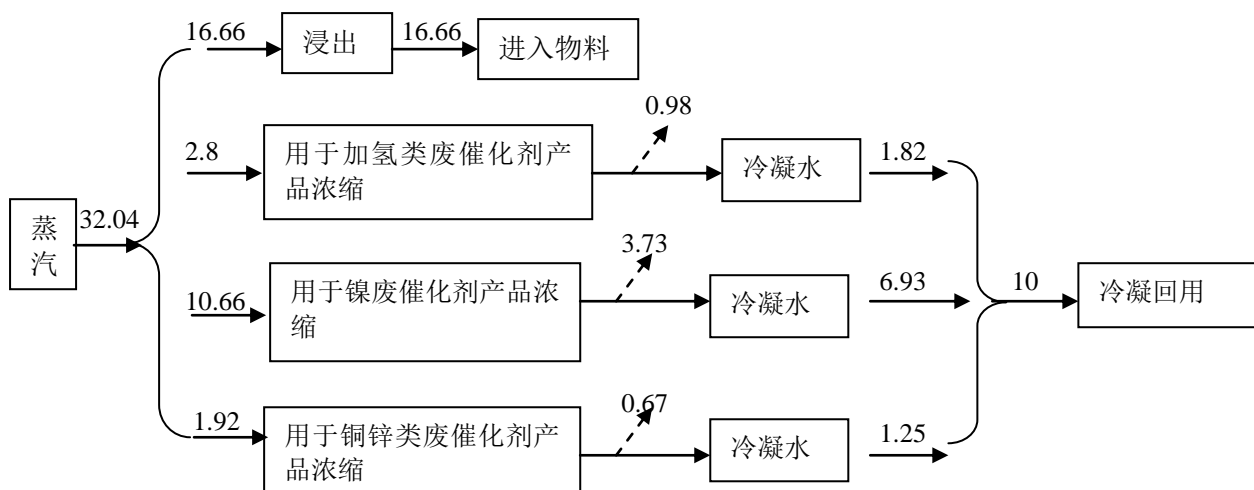 16.66
浸出
16.66
进入物料
0.98
2.8
用于加氢类废催化剂产
品浓缩
冷凝水
1.82
蒸
汽
32.04
3.73
10.66
用于镍废催化剂产品浓
缩
冷凝水
6.93
10
冷凝回用
0.67
1.92
用于铜锌类废催化剂产
品浓缩
冷凝水
1.25